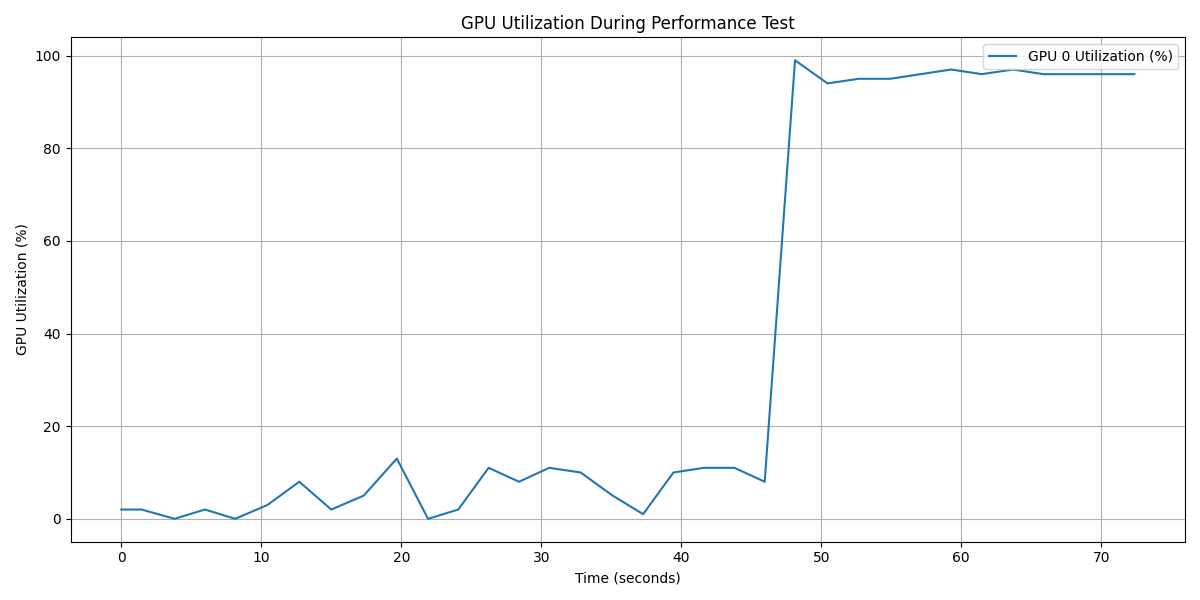 GPU Utilization During Performance Test
GPU 0 Utilization (%)
100
80
60
40
20
0
GPU Utilization (%)
0 10 20 30 40 50 60 70
Time (seconds)